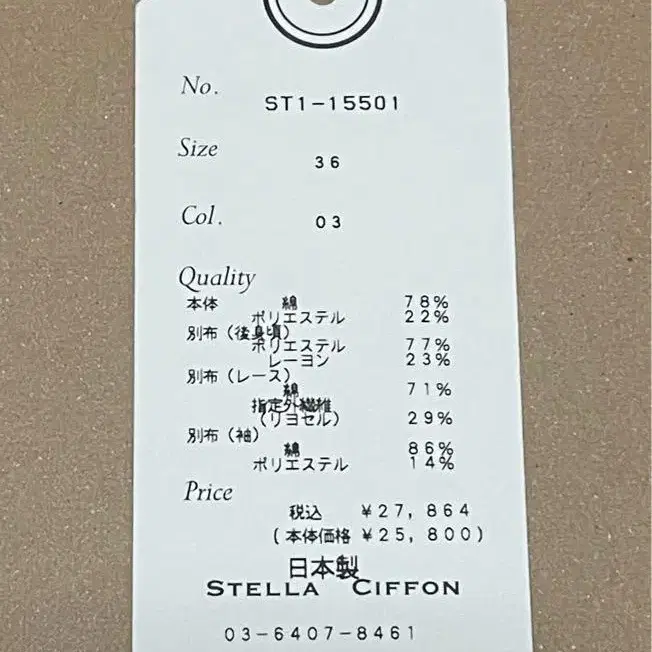 No. ST1-15501
Size 36
Col. 03
Quality
本体 綿 78%
ポリエステル 22%
別布(後身頃)
ポリエステル 77%
レーヨン 23%
別布(レース)
綿 71%
指定外繊維
(リヨセル) 29%
別布(袖)
綿 86%
ポリエステル 14%
Price
税込 ¥27,864
(本体価格 ¥25,800)
日本製
STELLA CIFFON
03-6407-8461